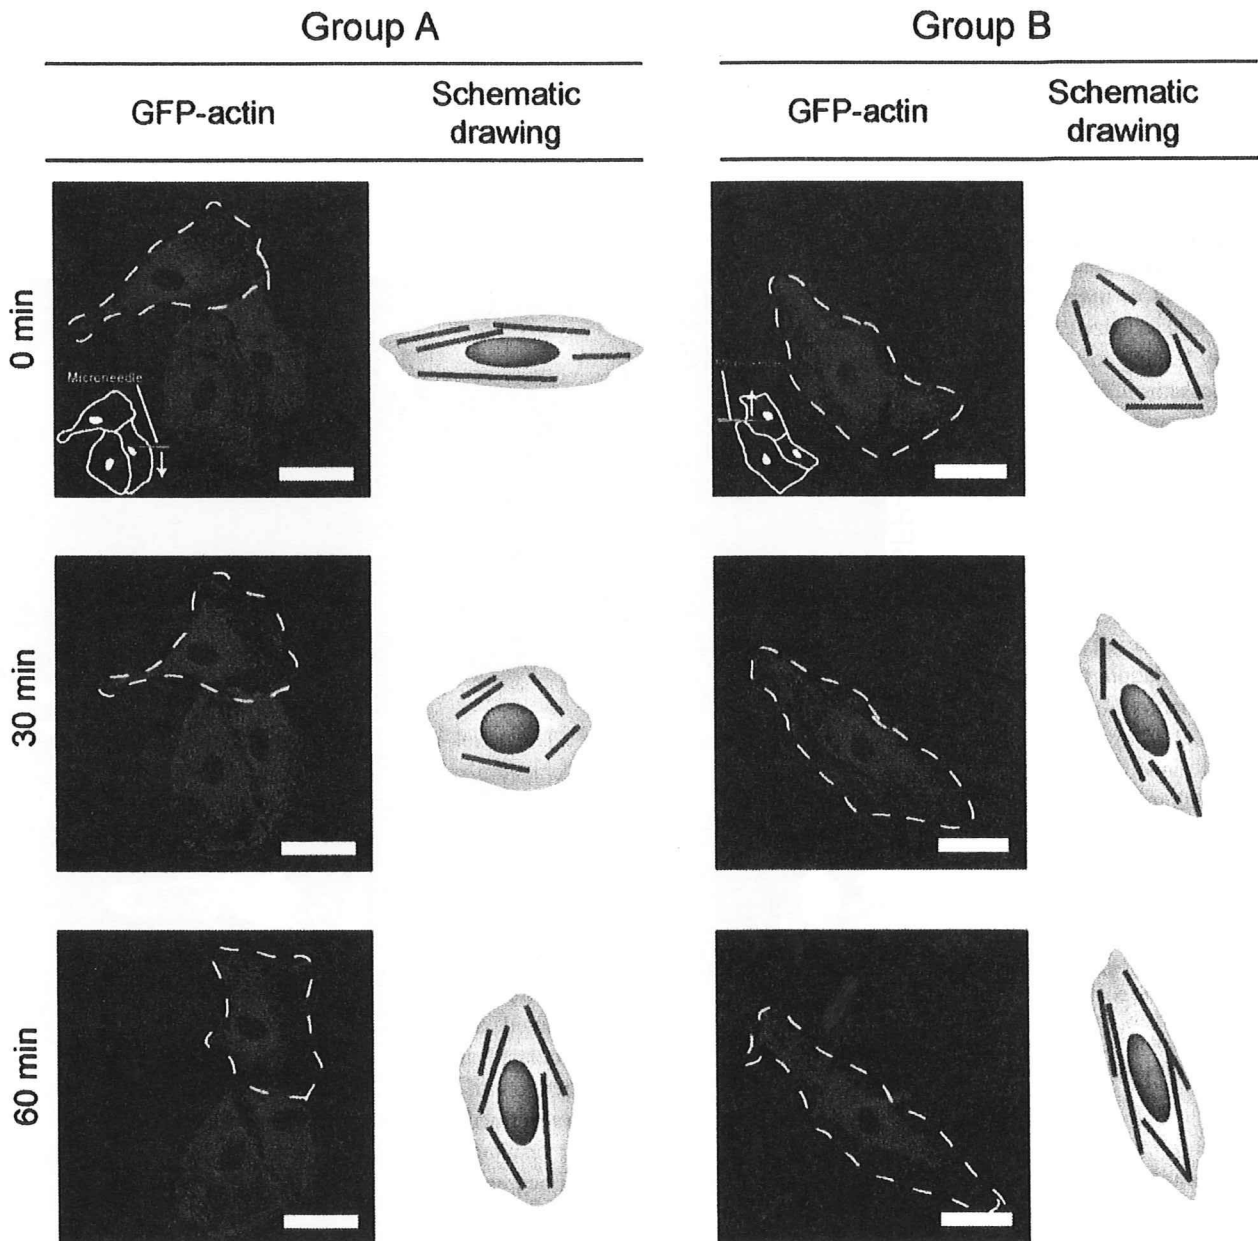 Group A
Group B
GFP-actin
Schematic
drawing
GFP-actin
Schematic
drawing
0 min
Microneedle
30 min
60 min